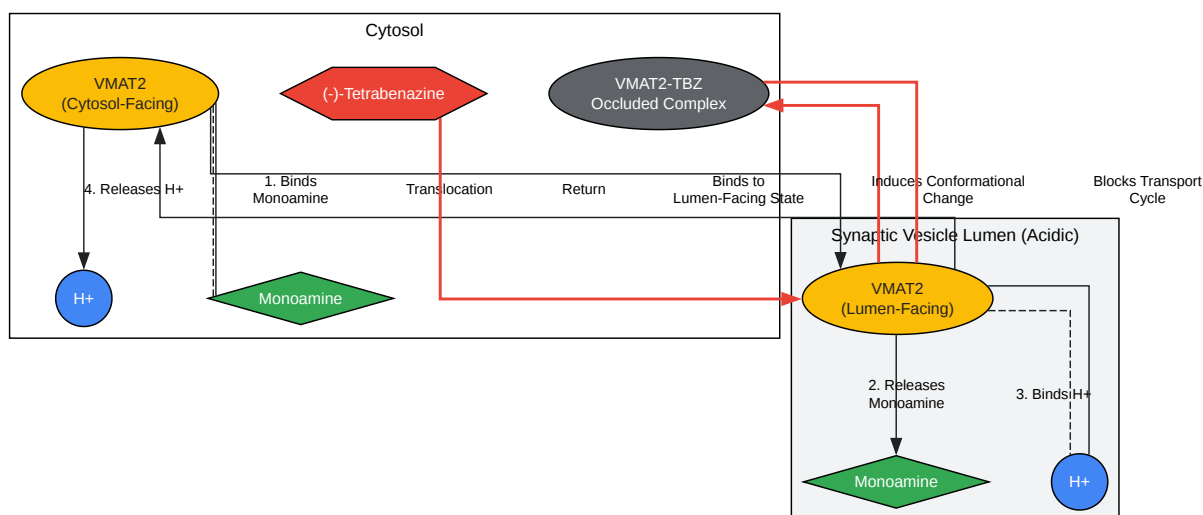 Cytosol
VMAT2
(Cytosol-Facing)
(-)-Tetrabenazine
VMAT2-TBZ
Occluded Complex
4. Releases H+
1. Binds
Monoamine
Translocation
Return
Binds to
Lumen-Facing State
Induces Conformational
Change
Blocks Transport
Cycle
Synaptic Vesicle Lumen (Acidic)
H+
Monoamine
VMAT2
(Lumen-Facing)
2. Releases
Monoamine
3. Binds H+
Monoamine
H+